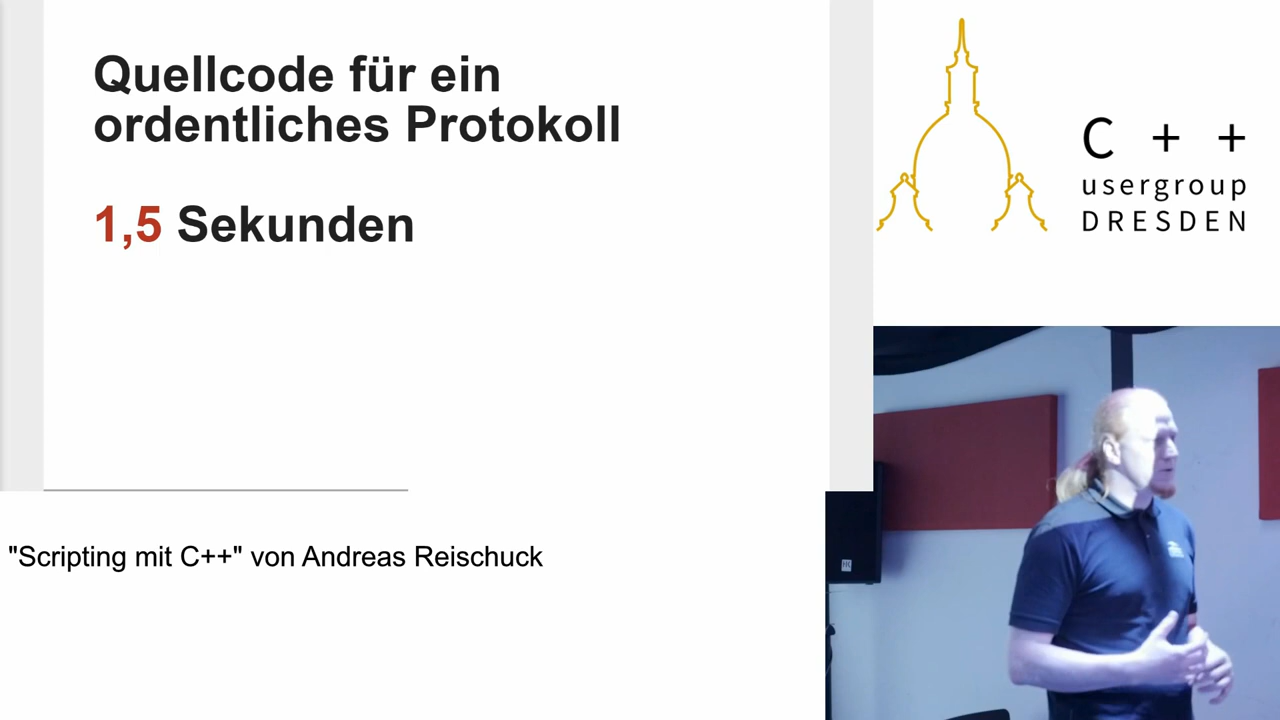 Quellcode für ein
ordentliches Protokoll
1,5 Sekunden
C + +
usergroup
DRESDEN
"Scripting mit C++" von Andreas Reischuck